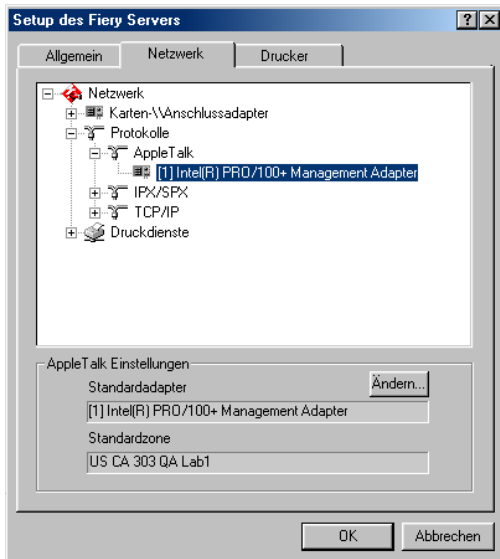 Setup des Fiery Servers
Allgemein
Netzwerk
Drucker
Netzwerk
Karten-\\Anschlussadapter
Protokolle
AppleTalk
[1] Intel(R) PRO/100+ Management Adapter
IPX/SPX
TCP/IP
Druckdienste
AppleTalk Einstellungen
Standardadapter
Ändern...
[1] Intel(R) PRO/100+ Management Adapter
Standardzone
US CA 303 QA Lab1
OK
Abbrechen